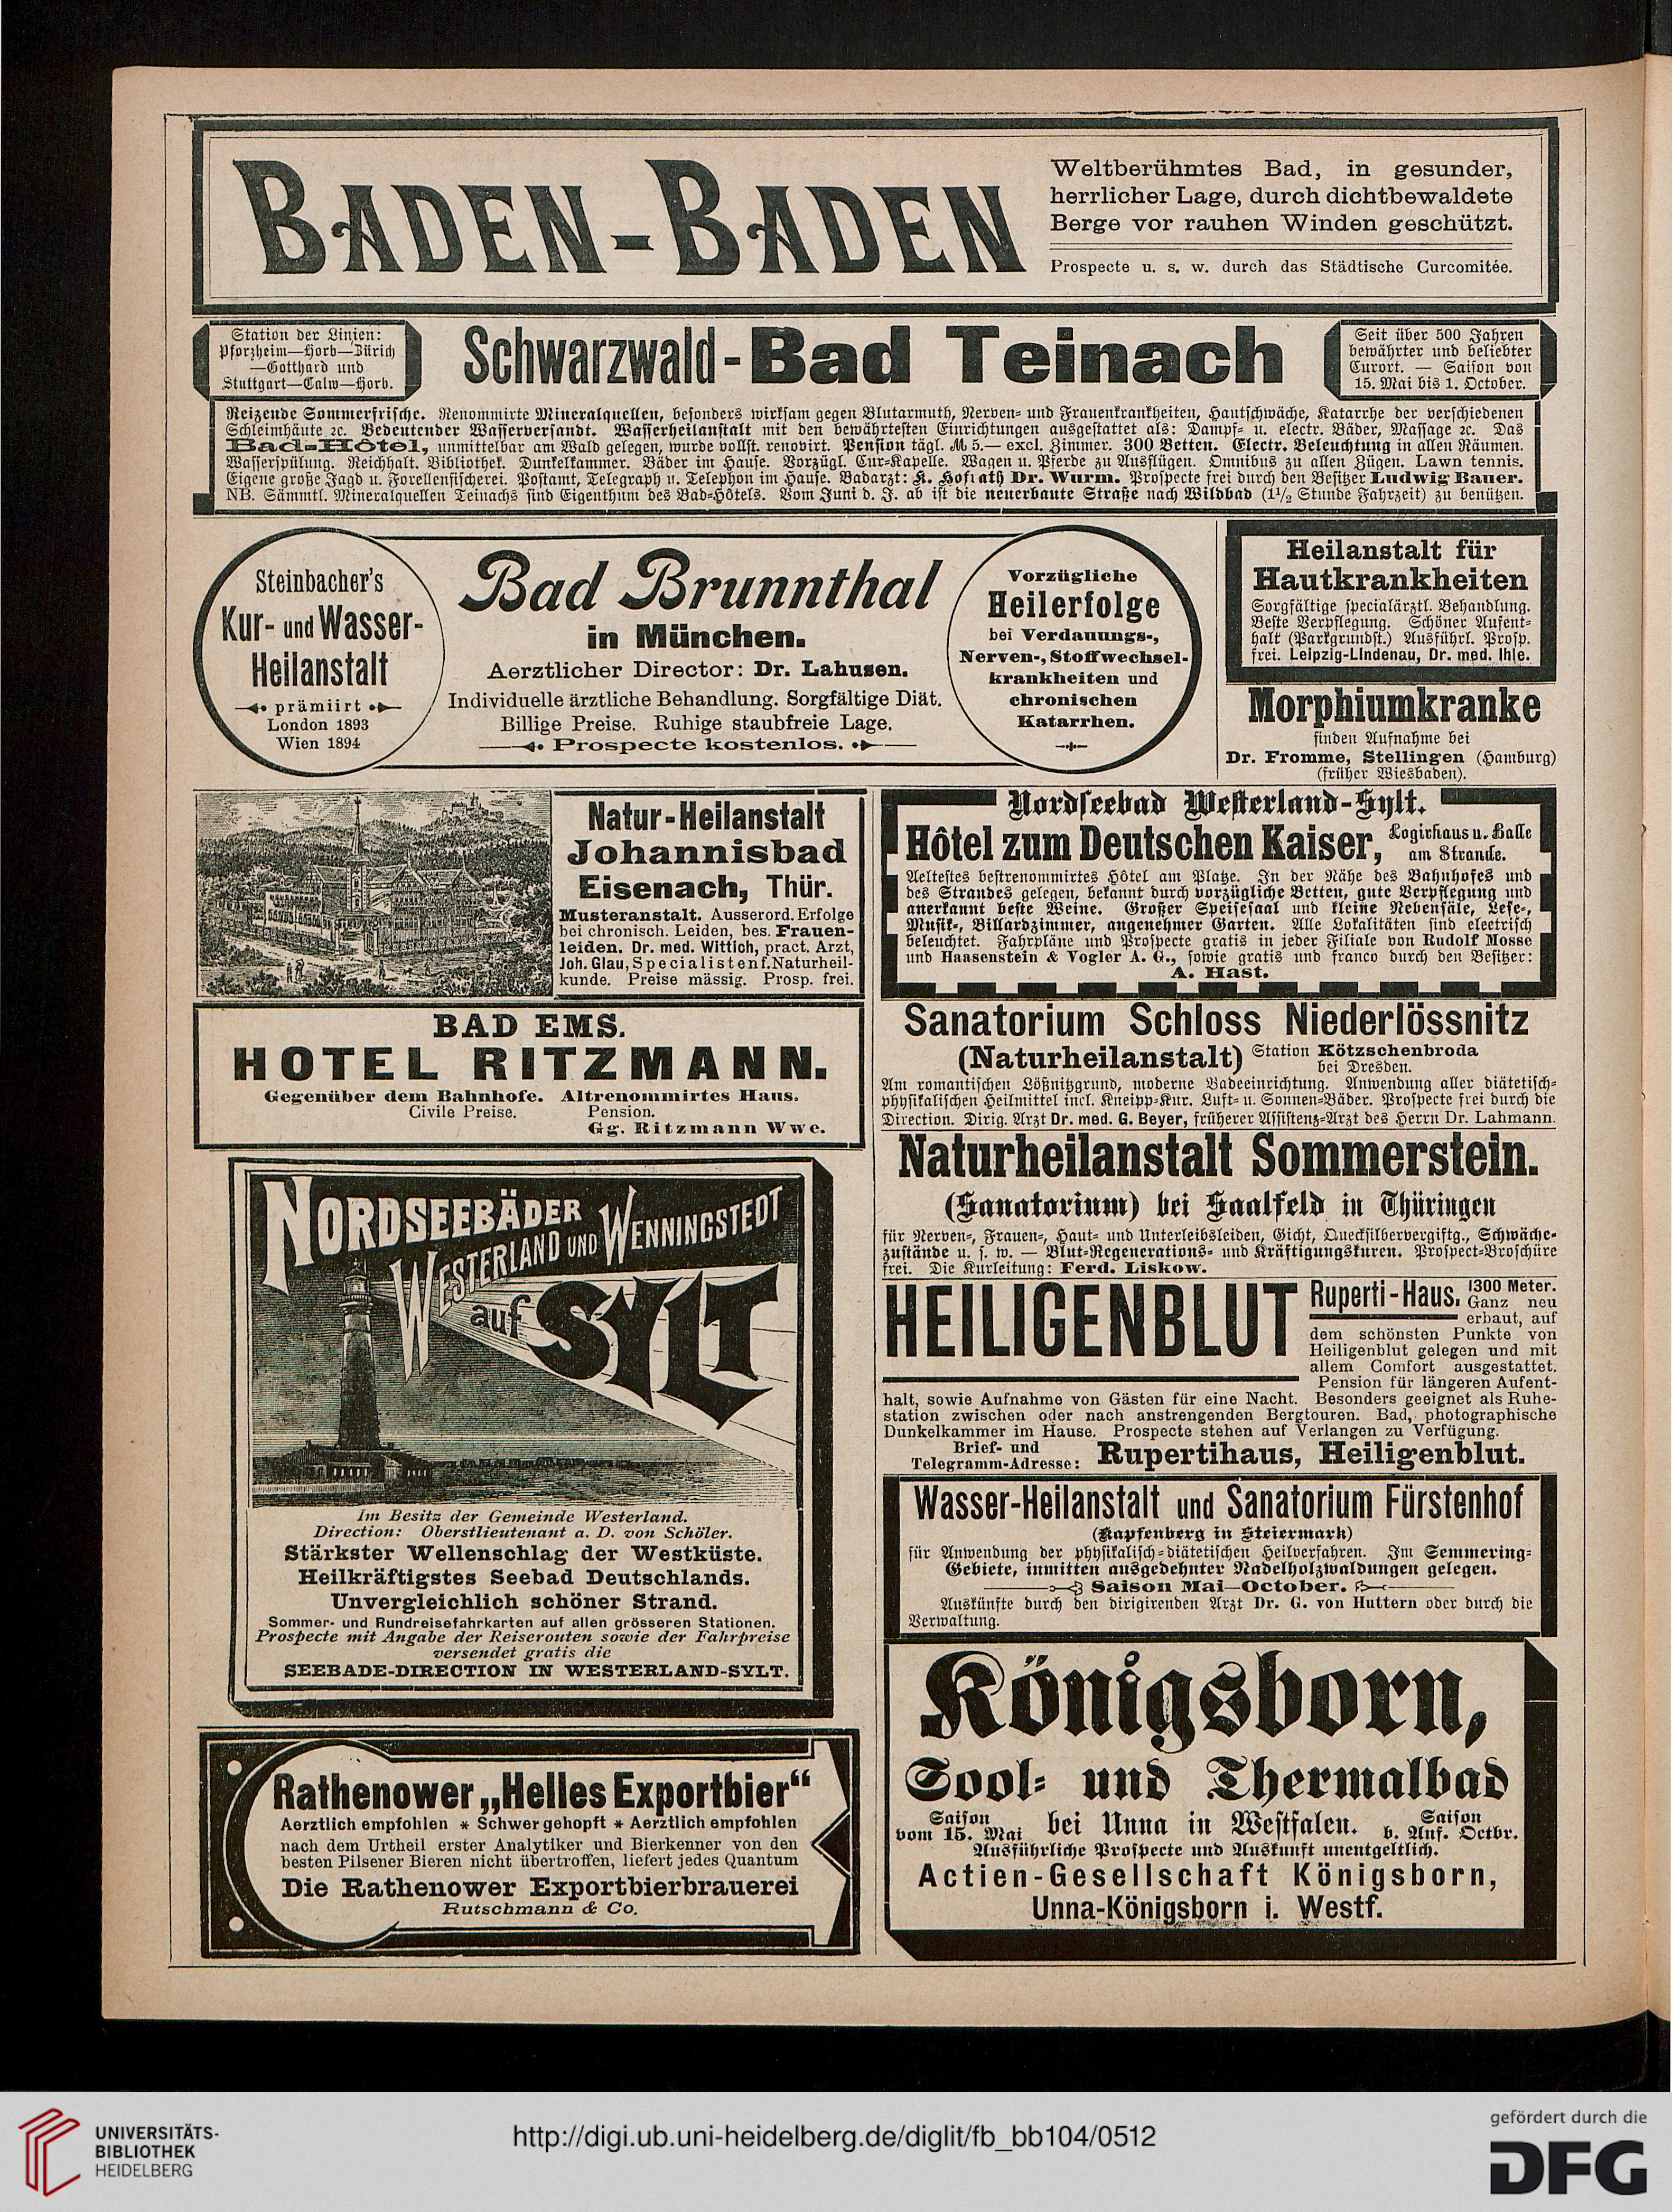 BADEN-BADEN
Weltberühmtes Bad, in gesunder,
herrlicher Lage, durch dichtbewaldete
Berge vor rauhen Winden geschützt.
Prospecte u. s. w. durch das Städtische Curcomitée.
Station der Linien:
Pforzheim—Horb—Zürich
—Gotthard und
Stuttgart—Calw—Horb.
Schwarzwald-Bad Teinach
Seit über 500 Jahren
bewährter und beliebter
Curort. — Saison von
15. Mai bis 1. October.
Reizende Sommerfrische. Renommirte Mineralquellen, besonders wirksam gegen Blutarmuth, Nerven- und Frauenkrankheiten, Hautschwäche, Katarrhe der verschiedenen
Schleimhäute ꝛc. Bedeutender Wasserversandt. Wasserheilanstalt mit den bewährtesten Einrichtungen ausgestattet als: Dampf- u. electr. Bäder, Massage ꝛc. Das
Bad-Hôtel, unmittelbar am Wald gelegen, wurde vollst. renovirt. Pension tägl. ℳ 5.— excl. Zimmer. 300 Betten. Electr. Beleuchtung in allen Räumen.
Wasserspülung. Reichhalt. Bibliothek. Dunkelkammer. Bäder im Hause. Vorzügl. Cur-Kapelle. Wagen u. Pferde zu Ausflügen. Omnibus zu allen Zügen. Lawn tennis.
Eigene große Jagd u. Forellenfischerei. Postamt, Telegraph u. Telephon im Hause. Badarzt: K. Hofrath Dr. Wurm. Prospecte frei durch den Besitzer Ludwig Bauer.
NB. Sämmtl. Mineralquellen Teinachs sind Eigenthum des Bad-Hôtels. Vom Juni d. J. ab ist die neuerbaute Straße nach Wildbad (1½ Stunde Fahrzeit) zu benützen.
Steinbacher's
Kur- und Wasser-
Heilanstalt
prämiirt
London 1893
Wien 1894
Bad Brunnthal
in München.
Aerztlicher Director: Dr. Lahusen.
Individuelle ärztliche Behandlung. Sorgfältige Diät.
Billige Preise. Ruhige staubfreie Lage.
Prospecte kostenlos.
Vorzügliche
Heilerfolge
bei Verdauungs-,
Nerven-, Stoffwechsel-
krankheiten und
chronischen
Katarrhen.
Heilanstalt für
Hautkrankheiten
Sorgfältige specialärztl. Behandlung.
Beste Verpflegung. Schöner Aufent-
halt (Parkgrundst.) Ausführl. Prosp.
frei. Leipzig-Lindenau, Dr. med. Ihle.
Morphiumkranke
finden Aufnahme bei
Dr. Fromme, Stellingen (Hamburg)
(früher Wiesbaden).
Natur-Heilanstalt
Johannisbad
Eisenach, Thür.
Musteranstalt. Ausserord. Erfolge
bei chronisch. Leiden, bes. Frauen-
leiden. Dr. med. Wittich, pract. Arzt,
Joh. Glau, Specialisten f. Naturheil-
kunde. Preise mässig. Prosp. frei.
BAD EMS.
HOTEL RITZMANN.
Gegenüber dem Bahnhofe. Altrenommirtes Haus.
Civile Preise. Pension.
Gg. Ritzmann Wwe.
NORDSEEBÄDER
WESTERLAND UND WENNINGSTEDT
auf SYLT
Im Besitz der Gemeinde Westerland.
Direction: Oberstlieutenant a. D. von Schöler.
Stärkster Wellenschlag der Westküste.
Heilkräftigstes Seebad Deutschlands.
Unvergleichlich schöner Strand.
Sommer- und Rundreisefahrkarten auf allen grösseren Stationen.
Prospecte mit Angabe der Reiserouten sowie der Fahrpreise
versendet gratis die
SEEBADE-DIRECTION IN WESTERLAND-SYLT.
Rathenower „Helles Exportbier“
Aerztlich empfohlen * Schwer gehopft * Aerztlich empfohlen
nach dem Urtheil erster Analytiker und Bierkenner von den
besten Pilsener Bieren nicht übertroffen, liefert jedes Quantum
Die Rathenower Exportbierbrauerei
Rutschmann & Co.
Nordseebad Westerland-Sylt.
Hôtel zum Deutschen Kaiser, Logirhaus u. Halle
am Strande.
Aeltestes bestrenommirtes Hôtel am Platze. In der Nähe des Bahnhofes und
des Strandes gelegen, bekannt durch vorzügliche Betten, gute Verpflegung und
anerkannt beste Weine. Großer Speisesaal und kleine Nebensäle, Lese-,
Musik-, Billardzimmer, angenehmer Garten. Alle Lokalitäten sind electrisch
beleuchtet. Fahrpläne und Prospecte gratis in jeder Filiale von Rudolf Mosse
und Haasenstein & Vogler A. G., sowie gratis und franco durch den Besitzer:
A. Hast.
Sanatorium Schloss Niederlössnitz
(Naturheilanstalt) Station Kötzschenbroda
bei Dresden.
Am romantischen Lößnitzgrund, moderne Badeeinrichtung. Anwendung aller diätetisch-
physikalischen Heilmittel incl. Kneipp-Kur. Luft- u. Sonnen-Bäder. Prospecte frei durch die
Direction. Dirig. Arzt Dr. med. G. Beyer, früherer Assistenz-Arzt des Herrn Dr. Lahmann.
Naturheilanstalt Sommerstein.
(Sanatorium) bei Saalfeld in Thüringen
für Nerven-, Frauen-, Haut- und Unterleibsleiden, Gicht, Quecksilbervergiftg., Schwäche-
zustände u. s. w. — Blut-Regenerations- und Kräftigungskuren. Prospect-Broschüre
frei. Die Kurleitung: Ferd. Liskow.
HEILIGENBLUT
Ruperti-Haus. 1300 Meter.
Ganz neu
erbaut, auf
dem schönsten Punkte von
Heiligenblut gelegen und mit
allem Comfort ausgestattet.
Pension für längeren Aufent-
halt, sowie Aufnahme von Gästen für eine Nacht. Besonders geeignet als Ruhe-
station zwischen oder nach anstrengenden Bergtouren. Bad, photographische
Dunkelkammer im Hause. Prospecte stehen auf Verlangen zu Verfügung.
Brief- und
Telegramm-Adresse: Rupertihaus, Heiligenblut.
Wasser-Heilanstalt und Sanatorium Fürstenhof
(Kapfenberg in Steiermark)
für Anwendung der physikalisch-diätetischen Heilverfahren. Im Semmering-
Gebiete, inmitten ausgedehnter Nadelholzwaldungen gelegen.
Saison Mai—October.
Auskünfte durch den dirigirenden Arzt Dr. G. von Huttern oder durch die
Verwaltung.
Königsborn,
Sool- und Thermalbad
Saison
vom 15. Mai
bei Unna in Westfalen.
Saison
b. Anf. Octbr.
Ausführliche Prospecte und Auskunft unentgeltlich.
Actien-Gesellschaft Königsborn,
Unna-Königsborn i. Westf.
UNIVERSITÄTS-
BIBLIOTHEK
HEIDELBERG
http://digi.ub.uni-heidelberg.de/diglit/fb_bb104/0512
gefördert durch die
DFG